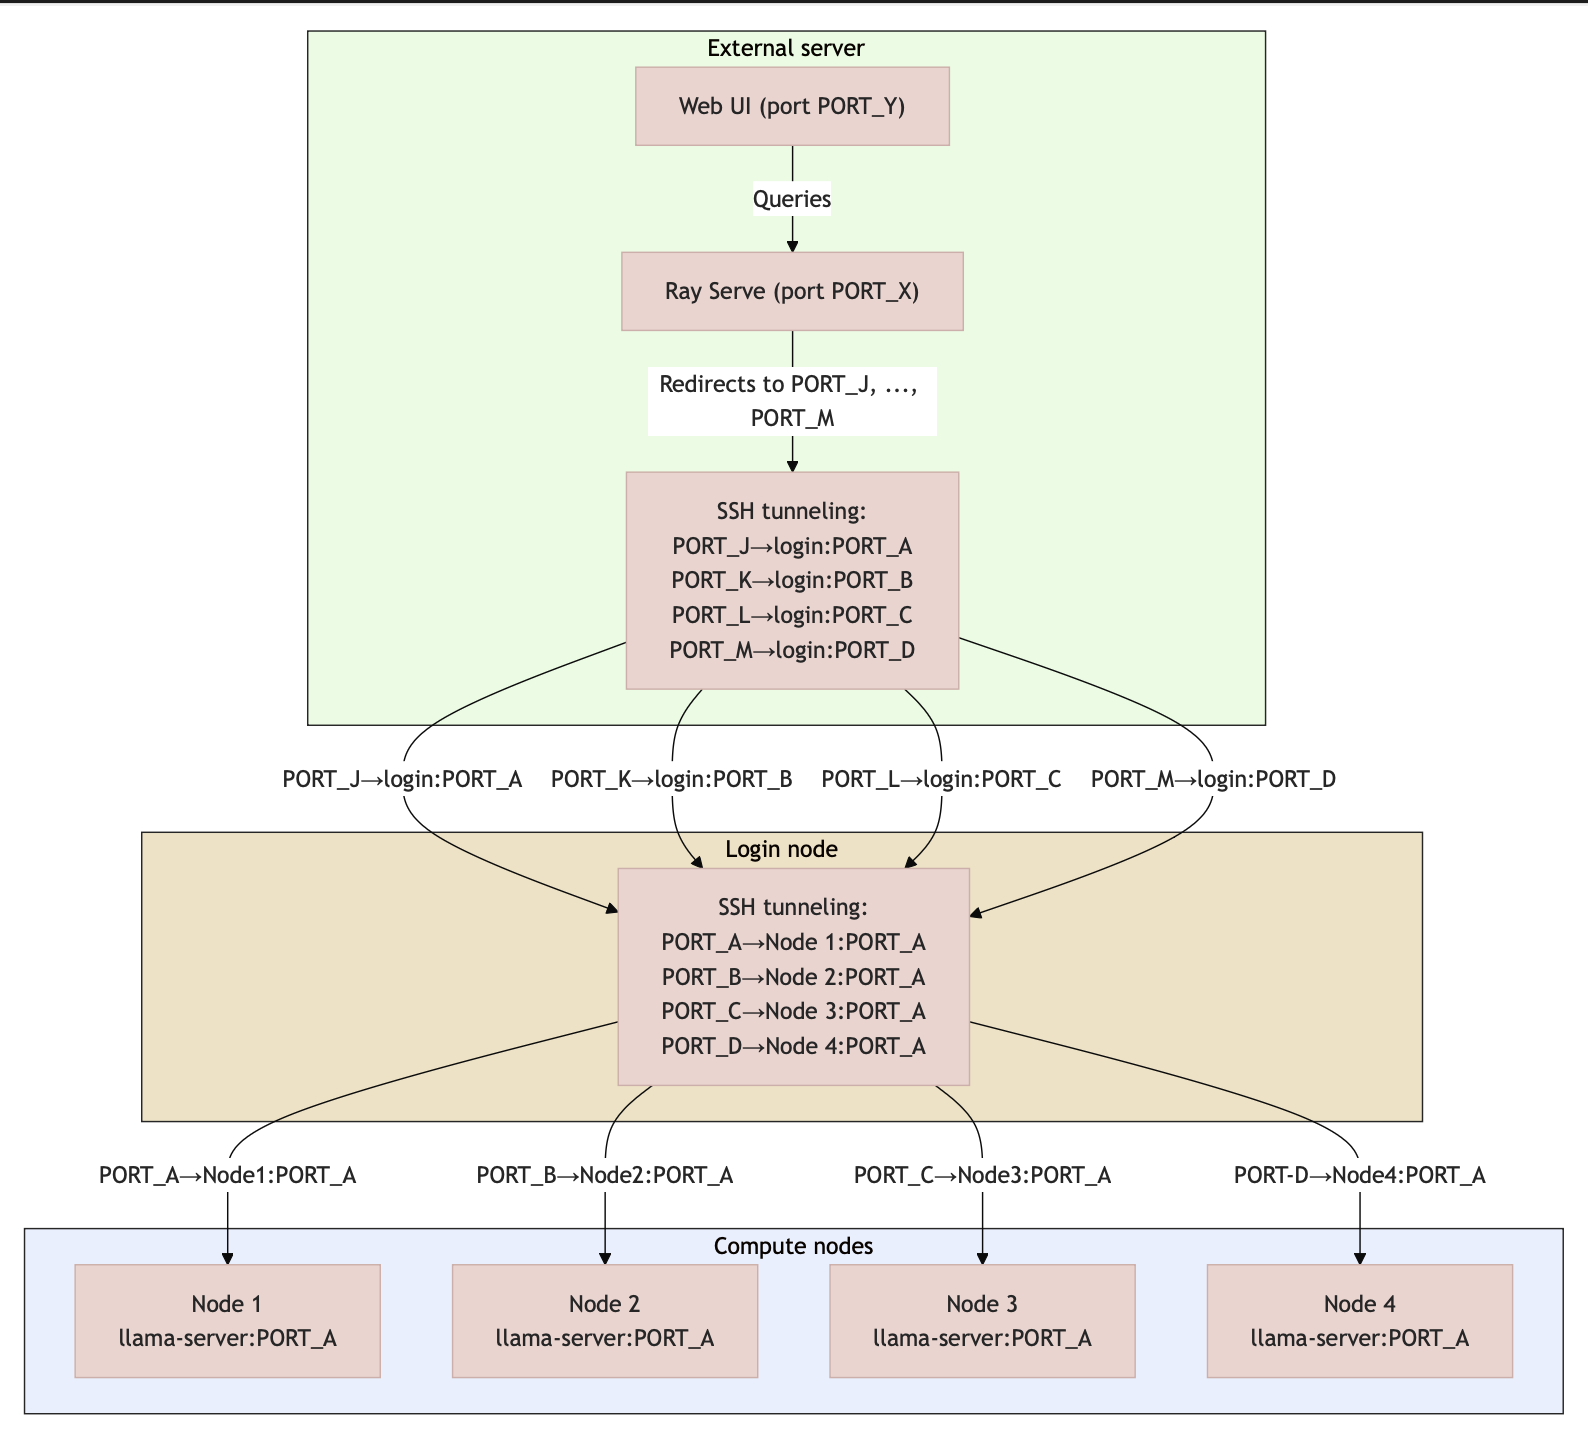 External server
Web UI (port PORT_Y)
Queries
Ray Serve (port PORT_X)
Redirects to PORT_J, ...,
PORT_M
SSH tunneling:
PORT_J→login:PORT_A
PORT_K→login:PORT_B
PORT_L→login:PORT_C
PORT_M→login:PORT_D
PORT_J→login:PORT_A
PORT_K→login:PORT_B
PORT_L→login:PORT_C
PORT_M→login:PORT_D
Login node
SSH tunneling:
PORT_A→Node 1:PORT_A
PORT_B→Node 2:PORT_A
PORT_C→Node 3:PORT_A
PORT_D→Node 4:PORT_A
PORT_A→Node1:PORT_A
PORT_B→Node2:PORT_A
PORT_C→Node3:PORT_A
PORT-D→Node4:PORT_A
Compute nodes
Node 1
llama-server:PORT_A
Node 2
llama-server:PORT_A
Node 3
llama-server:PORT_A
Node 4
llama-server:PORT_A